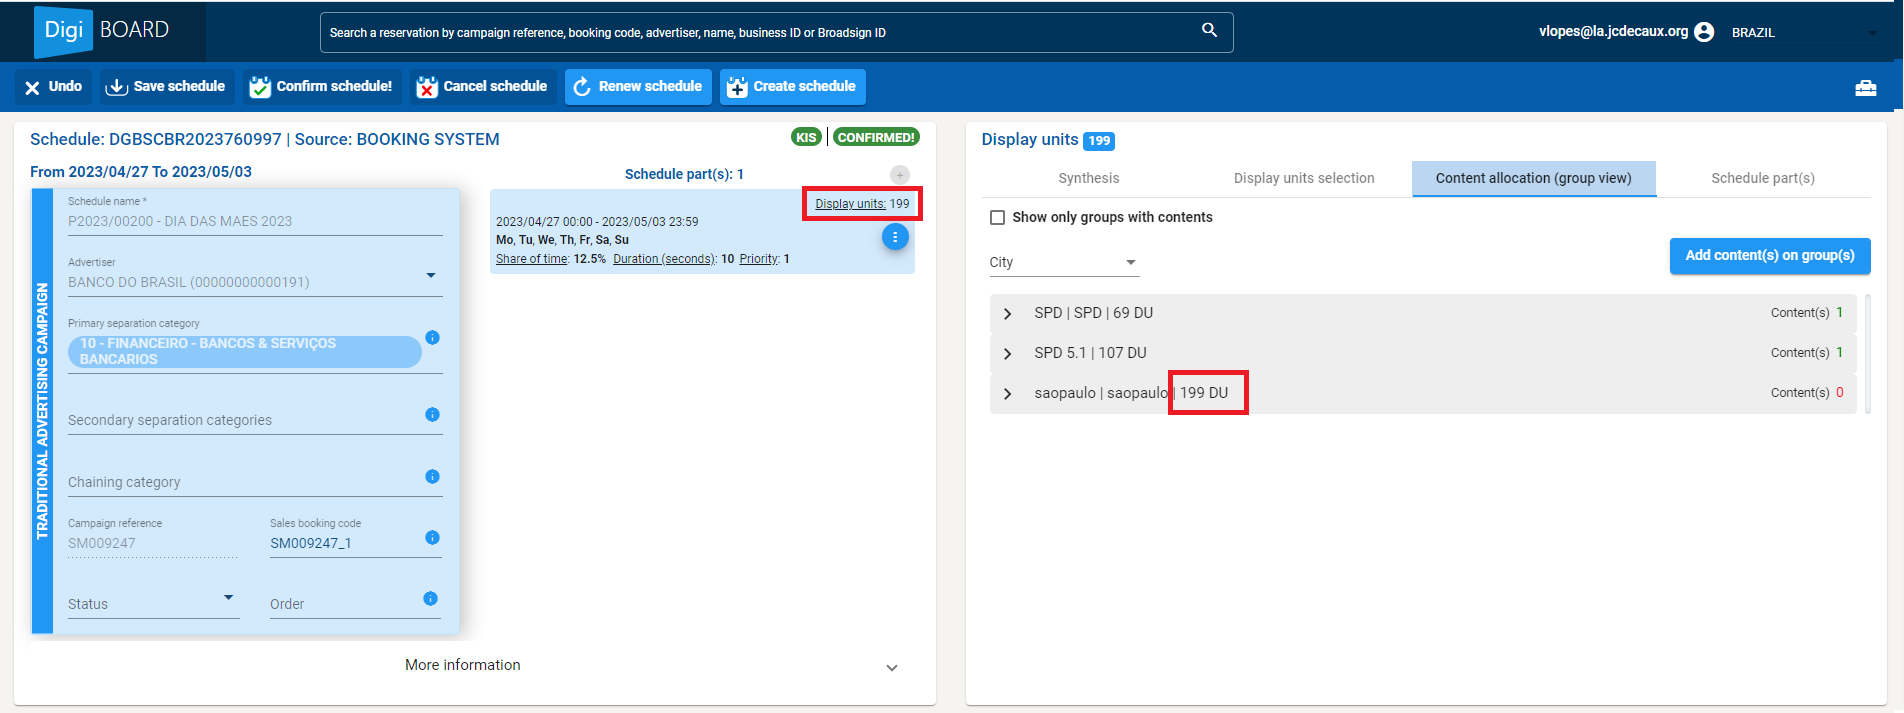 Digi BOARD
Search a reservation by campaign reference, booking code, advertiser, name, business ID or Broadsign ID
vlopes@la.jcdecaux.org
BRAZIL
Undo
Save schedule
Confirm schedule!
Cancel schedule
Renew schedule
Create schedule
Schedule: DGBSCBR2023760997 | Source: BOOKING SYSTEM
KIS | CONFIRMED!
From 2023/04/27 To 2023/05/03
TRADITIONAL ADVERTISING CAMPAIGN
Schedule name *
P2023/00200 - DIA DAS MAES 2023
Advertiser
BANCO DO BRASIL (00000000000191)
Primary separation category
10 - FINANCEIRO - BANCOS & SERVIÇOS
BANCARIOS
Secondary separation categories
Chaining category
Campaign reference
SM009247
Sales booking code
SM009247_1
Status
Order
More information
Schedule part(s): 1
+
Display units: 199
2023/04/27 00:00 - 2023/05/03 23:59
Mo, Tu, We, Th, Fr, Sa, Su
Share of time: 12.5% Duration (seconds): 10 Priority: 1
Display units 199
Synthesis
Display units selection
Content allocation (group view)
Schedule part(s)
Show only groups with contents
City
Add content(s) on group(s)
SPD | SPD | 69 DU
Content(s) 1
SPD 5.1 | 107 DU
Content(s) 1
saopaulo | saopaulo | 199 DU
Content(s) 0